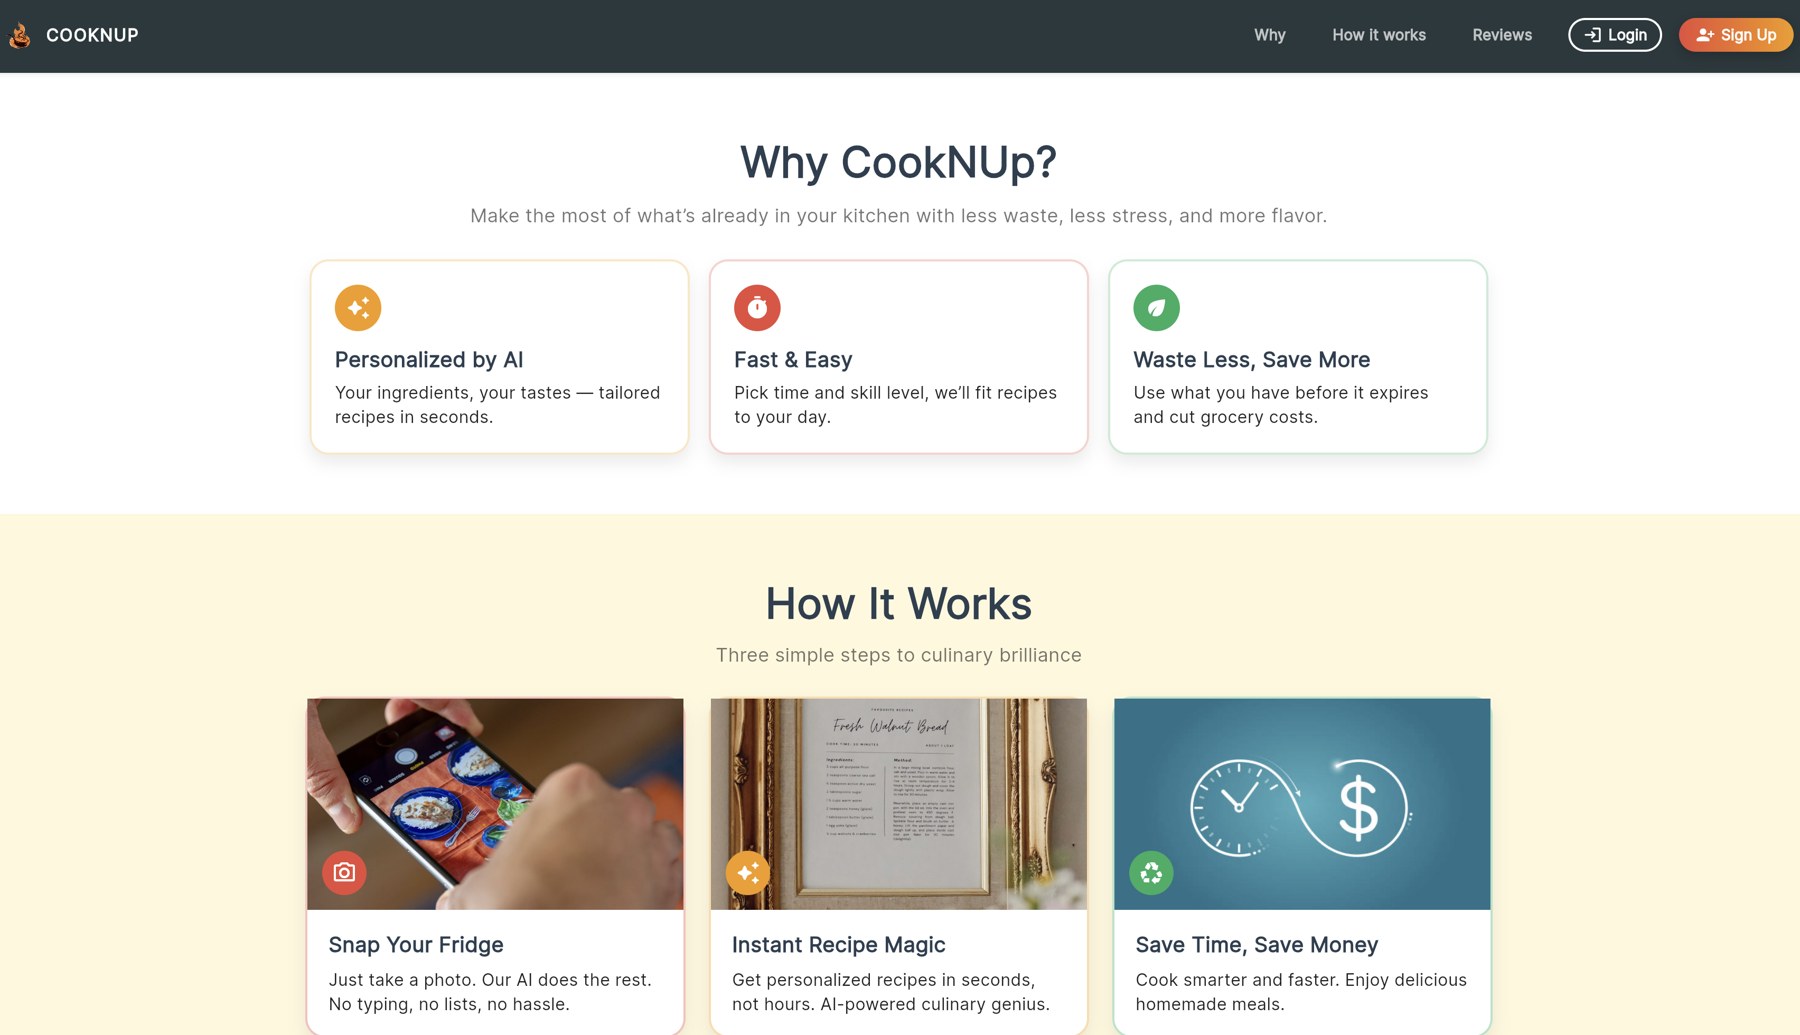 COOKNUP
Why
How it works
Reviews
Login
Sign Up
Why CookNUp?
Make the most of what’s already in your kitchen with less waste, less stress, and more flavor.
Personalized by AI
Your ingredients, your tastes — tailored
recipes in seconds.
Fast & Easy
Pick time and skill level, we’ll fit recipes
to your day.
Waste Less, Save More
Use what you have before it expires
and cut grocery costs.
How It Works
Three simple steps to culinary brilliance
FAVOURITE RECIPES
Fresh Walnut Bread
Ingredients:
Method:
$
Snap Your Fridge
Just take a photo. Our AI does the rest.
No typing, no lists, no hassle.
Instant Recipe Magic
Get personalized recipes in seconds,
not hours. AI-powered culinary genius.
Save Time, Save Money
Cook smarter and faster. Enjoy delicious
homemade meals.